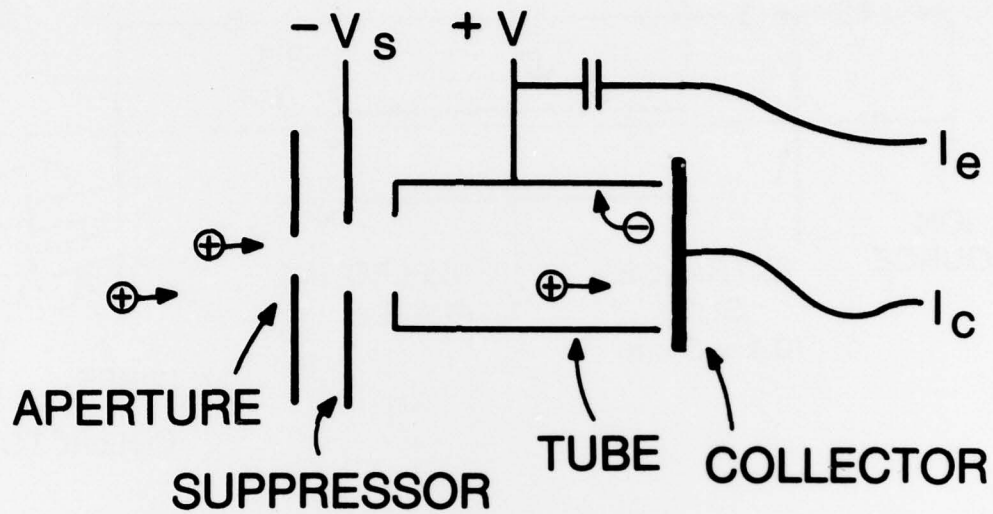 – V s + V
I e
I c
APERTURE
SUPPRESSOR
TUBE
COLLECTOR
⊕
⊕
⊕
⊖